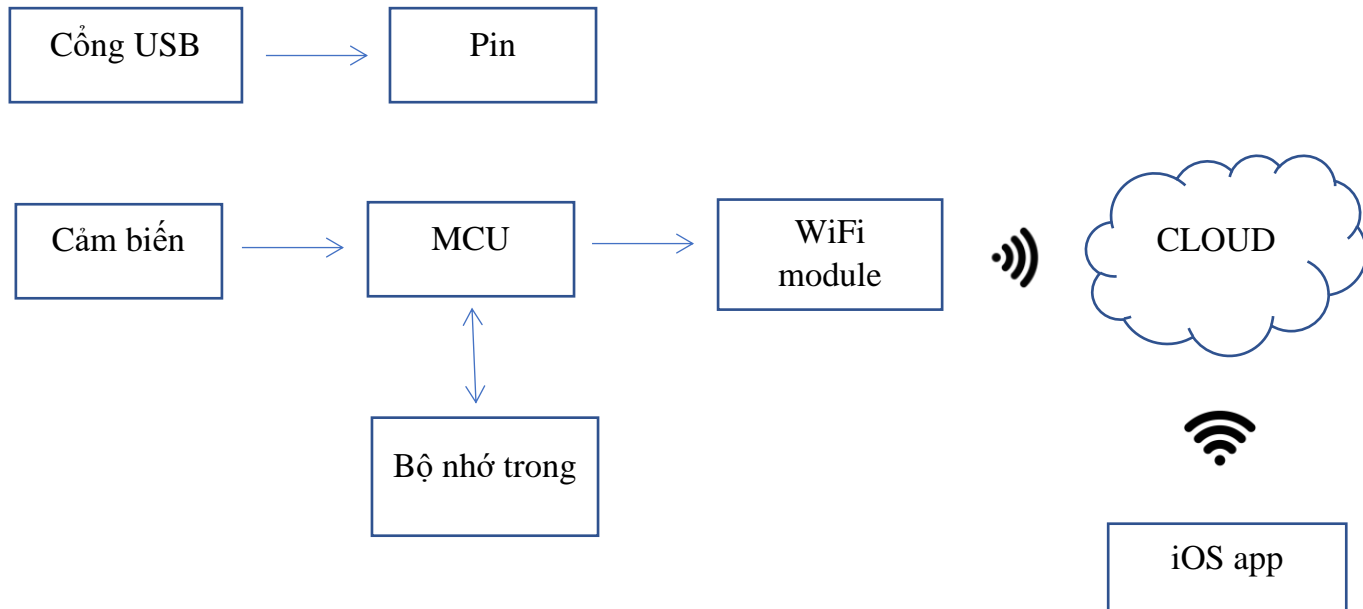 Cổng USB
Pin
Cảm biến
MCU
WiFi
module
CLOUD
Bộ nhớ trong
iOS app